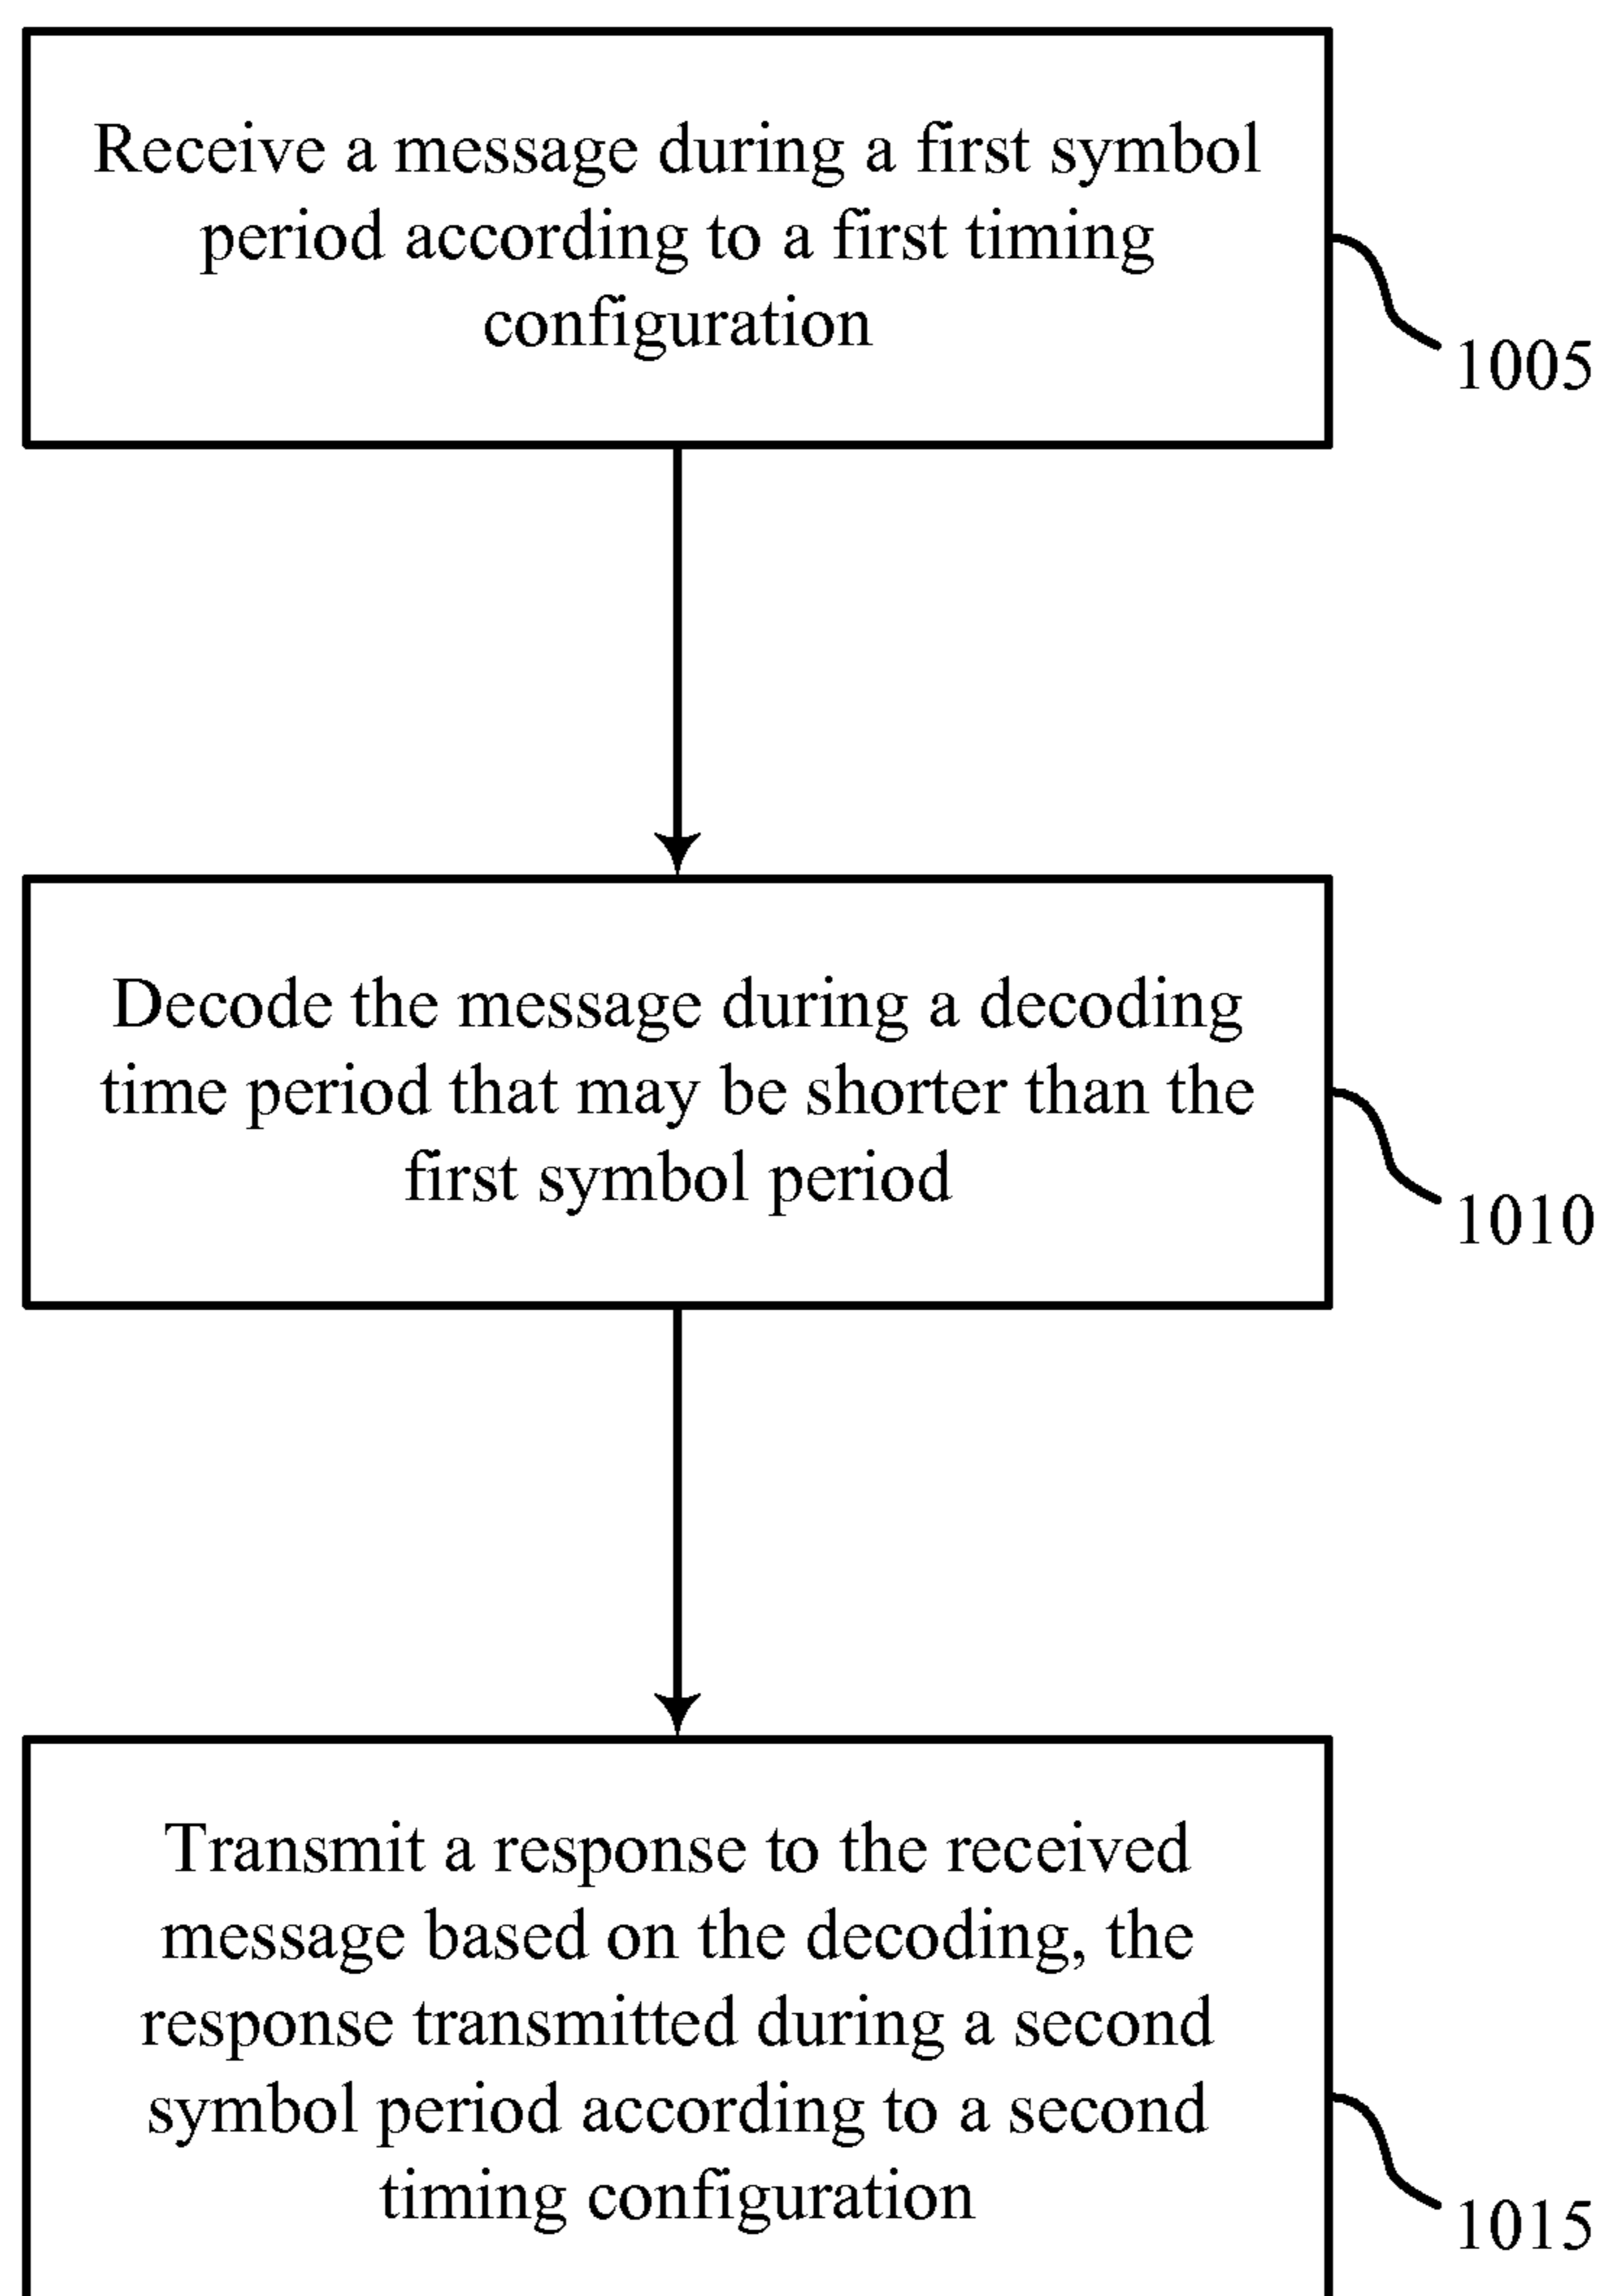 Receive a message during a first symbol
period according to a first timing
configuration
1005
Decode the message during a decoding
time period that may be shorter than the
first symbol period
1010
Transmit a response to the received
message based on the decoding, the
response transmitted during a second
symbol period according to a second
timing configuration
1015